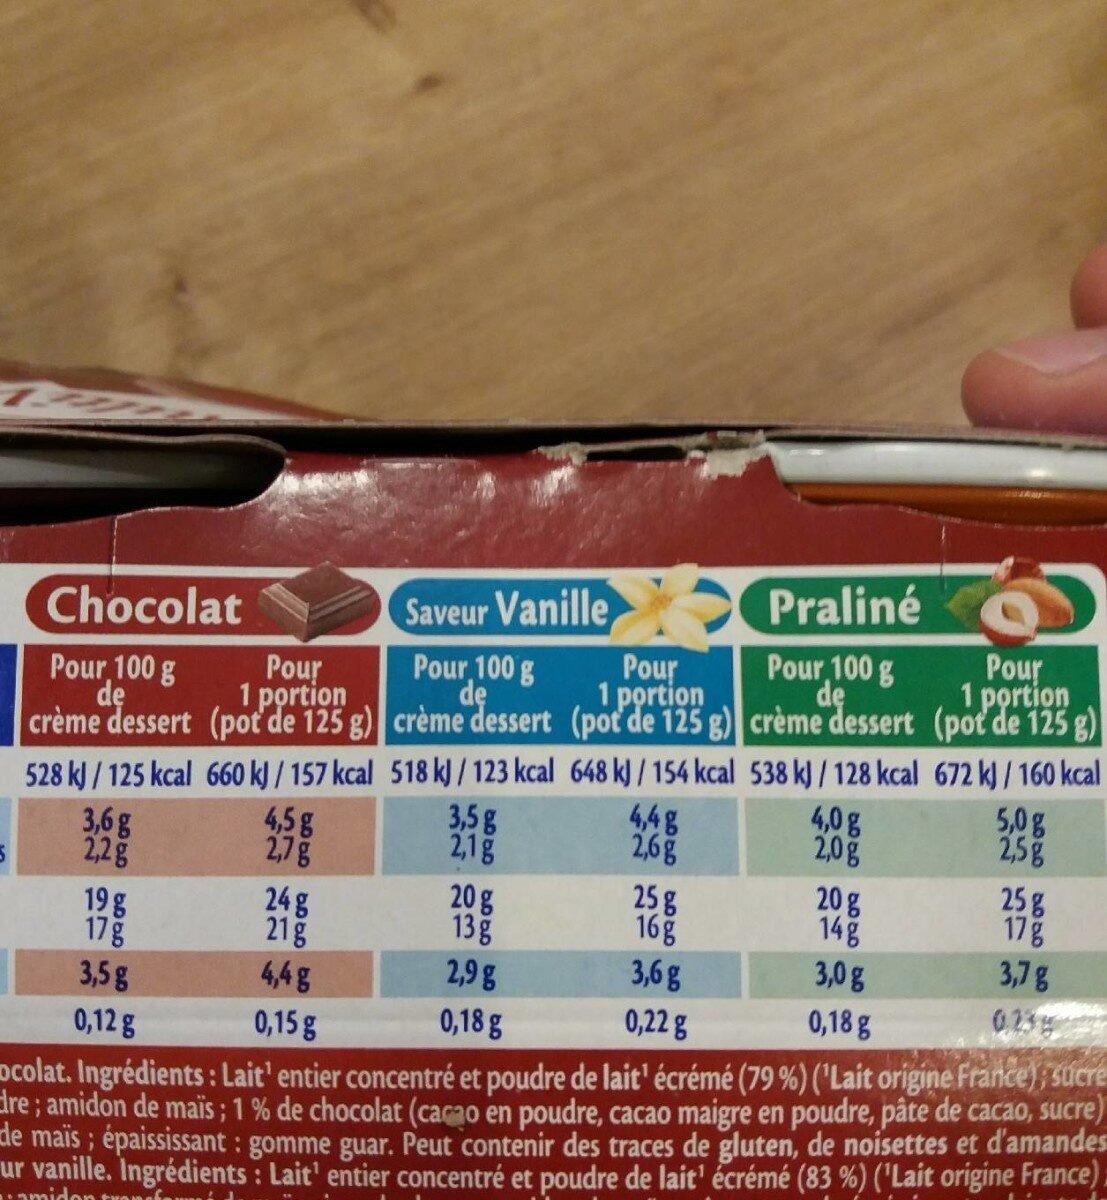 Chocolat Saveur Vanille Praliné
Pour 100 g Pour Pour 100 g Pour Pour 100 g Pour
de 1 portion de 1 portion de 1 portion
crème dessert (pot de 125 g) crème dessert (pot de 125 g) crème dessert (pot de 125 g)
528 kJ / 125 kcal 660 kJ / 157 kcal 518 kJ / 123 kcal 648 kJ / 154 kcal 538 kJ / 128 kcal 672 kJ / 160 kcal
3,6 g 4,5 g 3,5 g 4,4 g 4,0 g 5,0 g
s 2,2 g 2,7 g 2,1 g 2,6 g 2,0 g 2,5 g
19 g 24 g 20 g 25 g 20 g 25 g
17 g 21 g 13 g 16 g 14 g 17 g
3,5 g 4,4 g 2,9 g 3,6 g 3,0 g 3,7 g
0,12 g 0,15 g 0,18 g 0,22 g 0,18 g 0,23 g
ocolat. Ingrédients : Lait¹ entier concentré et poudre de lait¹ écrémé (79 %) (¹Lait origine France) ; sucre
dre ; amidon de maïs ; 1 % de chocolat (cacao en poudre, cacao maigre en poudre, pâte de cacao, sucre)
de maïs ; épaississant : gomme guar. Peut contenir des traces de gluten, de noisettes et d'amandes
ur vanille. Ingrédients : Lait¹ entier concentré et poudre de lait¹ écrémé (83 %) (¹Lait origine France)